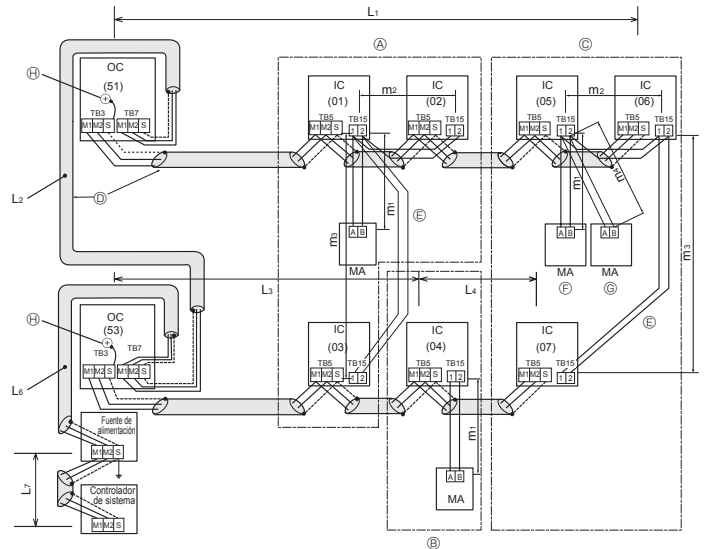 L1
Ⓐ
Ⓒ
Ⓗ
OC
(51)
TB3 TB7
M1 M2 S M1 M2 S
IC
(01)
TB5 TB15
M1 M2 S 1 2
m2
IC
(02)
TB5 TB15
M1 M2 S 1 2
IC
(05)
TB5 TB15
M1 M2 S 1 2
m2
IC
(06)
TB5 TB15
M1 M2 S 1 2
L2
Ⓓ
m1
m3
Ⓔ
A B
MA
m1
m4
A B
MA
Ⓕ
A B
MA
Ⓖ
m3
Ⓔ
L3
L4
Ⓗ
OC
(53)
TB3 TB7
M1 M2 S M1 M2 S
IC
(03)
TB5 TB15
M1 M2 S 1 2
IC
(04)
TB5 TB15
M1 M2 S 1 2
IC
(07)
TB5 TB15
M1 M2 S 1 2
L6
Fuente de
alimentación
M1 M2 S
m1
A B
MA
L7
Controlador
de sistema
M1 M2 S
Ⓑ